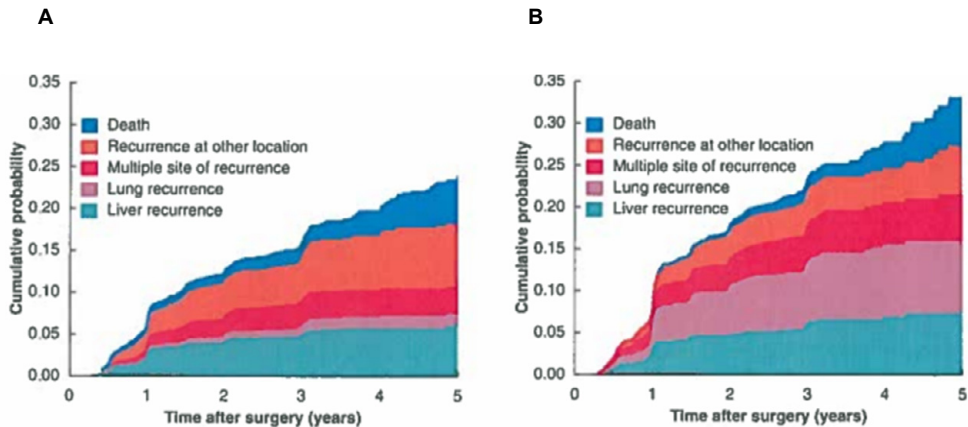 A
B
0.35
0.30
0.25
0.20
0.15
0.10
0.05
0.00
Cumulative probability
Death
Recurrence at other location
Multiple site of recurrence
Lung recurrence
Liver recurrence
0 1 2 3 4 5
Time after surgery (years)
0.35
0.30
0.25
0.20
0.15
0.10
0.05
0.00
Cumulative probability
Death
Recurrence at other location
Multiple site of recurrence
Lung recurrence
Liver recurrence
0 1 2 3 4 5
Time after surgery (years)